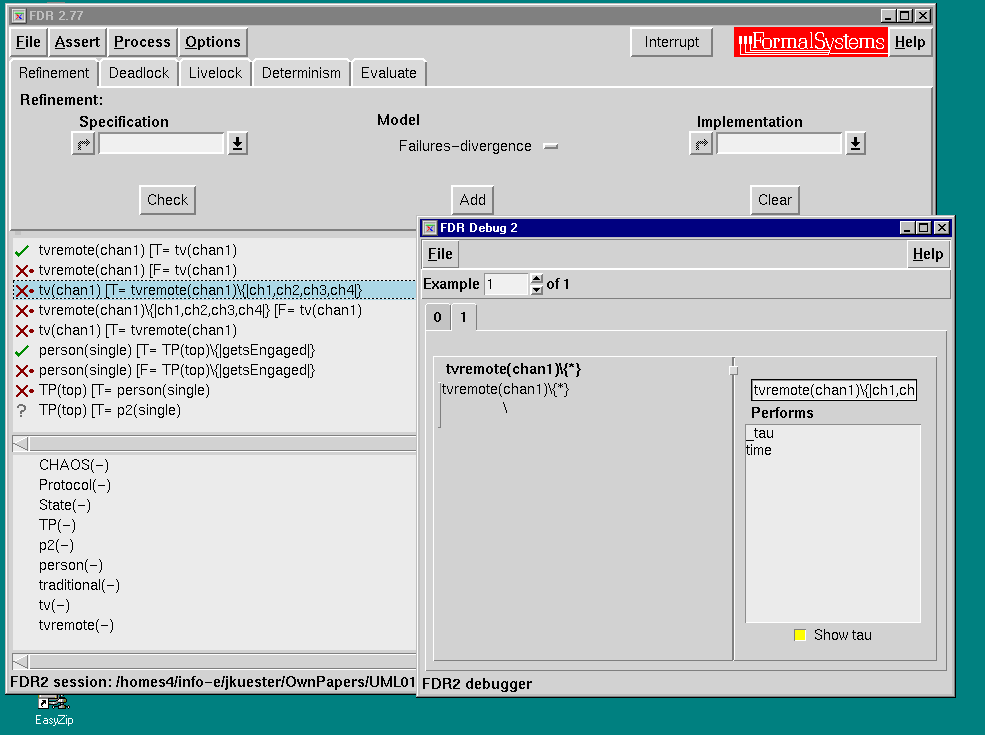 FDR 2.77
File Assert Process Options Interrupt FormalSystems Help
Refinement Deadlock Livelock Determinism Evaluate
Refinement:
Specification Model Implementation
Failures-divergence
Check Add Clear
tvremote(chan1) [T= tv(chan1)
tvremote(chan1) [F= tv(chan1)
tv(chan1) [T= tvremote(chan1)\{|ch1,ch2,ch3,ch4|}
tvremote(chan1)\{|ch1,ch2,ch3,ch4|} [F= tv(chan1)
tv(chan1) [T= tvremote(chan1)
person(single) [T= TP(top)\{|getsEngaged|}
person(single) [F= TP(top)\{|getsEngaged|}
TP(top) [T= person(single)
? TP(top) [T= p2(single)
CHAOS(-)
Protocol(-)
State(-)
TP(-)
p2(-)
person(-)
traditional(-)
tv(-)
tvremote(-)
FDR2 session: /homes4/info-e/jkuester/OwnPapers/UML01
FDR Debug 2
File Help
Example 1 of 1
0 1
tvremote(chan1)\{*}
tvremote(chan1)\{*}
\
tvremote(chan1)\{|ch1,ch
Performs
_tau
time
Show tau
FDR2 debugger
EasyZip